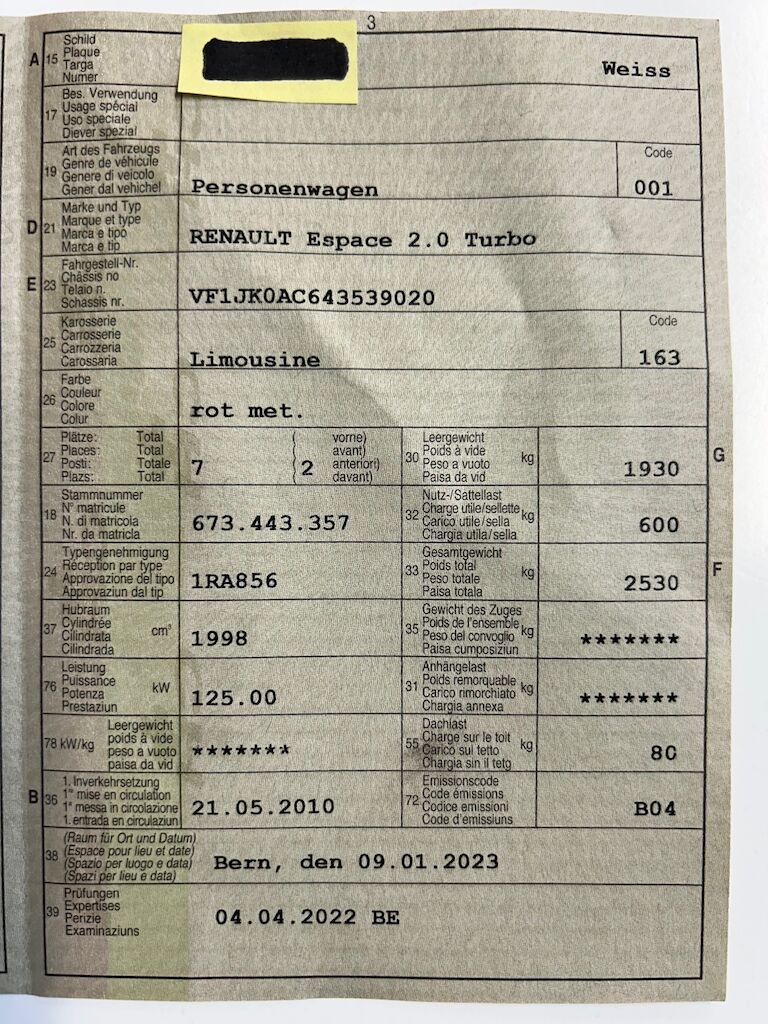 3
A 15 Schild
Plaque
Targa
Numer
Weiss
17 Bes. Verwendung
Usage spécial
Uso speciale
Diever spezial
19 Art des Fahrzeugs
Genre de véhicule
Genere di veicolo
Gener dal vehichel
Personenwagen
Code
001
D 21 Marke und Typ
Marque et type
Marca e tipo
Marca e tip
RENAULT Espace 2.0 Turbo
E 23 Fahrgestell-Nr.
Châssis no
Telaio n.
Schassis nr.
VF1JK0AC643539020
25 Karosserie
Carrosserie
Carrozzeria
Carossaria
Limousine
Code
163
26 Farbe
Couleur
Colore
Colur
rot met.
27 Plätze: Total
Places: Total
Posti: Totale
Plazs: Total
7
( vorne)
avant)
anteriori)
( 2 davant)
30 Leergewicht
Poids à vide
Peso a vuoto
Paisa da vid
kg
1930
G
18 Stammnummer
N° matricule
N. di matricola
Nr. da matricla
673.443.357
32 Nutz-/Sattellast
Charge utile/sellette
Carico utile/sella
Chargia utila/sella
kg
600
24 Typengenehmigung
Réception par type
Approvazione del tipo
Approvaziun dal tip
1RA856
33 Gesamtgewicht
Poids total
Peso totale
Paisa totala
kg
2530
F
37 Hubraum
Cylindrée
Cilindrata
Cilindrada
cm³
1998
35 Gewicht des Zuges
Poids de l'ensemble
Peso del convoglio
Paisa cumposiziun
kg
*******
76 Leistung
Puissance
Potenza
Prestaziun
kW
125.00
31 Anhängelast
Poids remorquable
Carico rimorchiato
Chargia annexa
kg
*******
78 kW/kg
Leergewicht
poids à vide
peso a vuoto
paisa da vid
*******
55 Dachlast
Charge sur le toit
Carico sul tetto
Chargia sin il tetg
kg
80
B 36 1. Inverkehrsetzung
1re mise en circulation
1a messa in circolazione
1. entrada en circulaziun
21.05.2010
72 Emissionscode
Code émissions
Codice emissioni
Code d'emissiuns
B04
38 (Raum für Ort und Datum)
(Espace pour lieu et date)
(Spazio per luogo e data)
(Spazi per lieu e data)
Bern, den 09.01.2023
39 Prüfungen
Expertises
Perizie
Examinaziuns
04.04.2022 BE